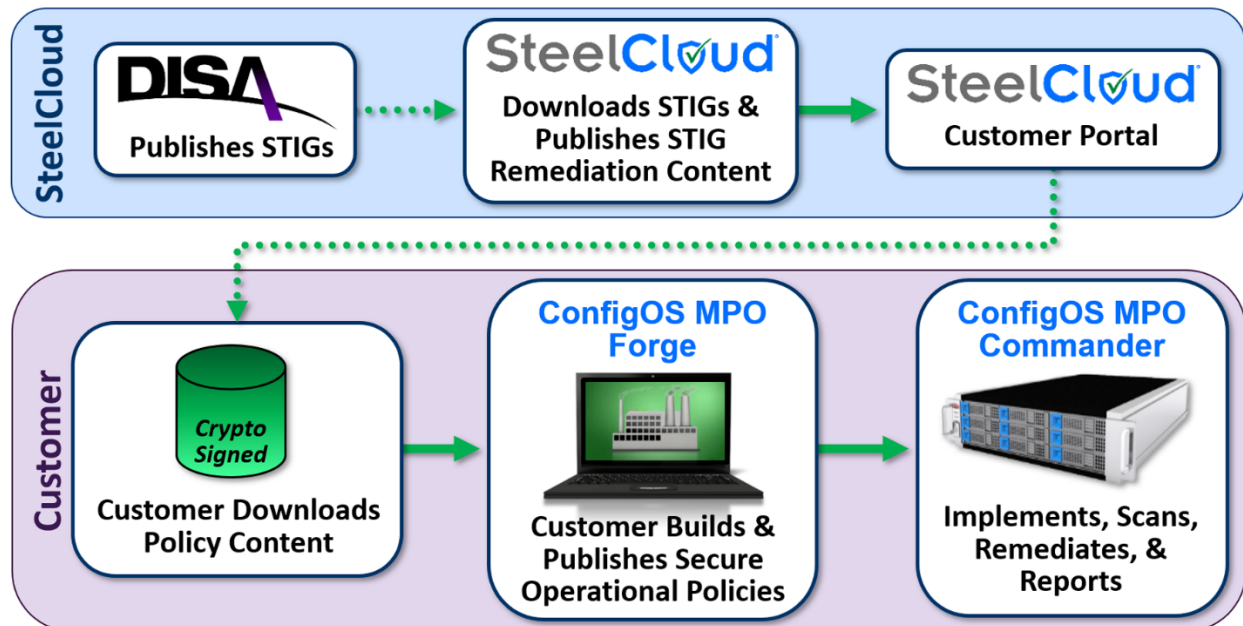 SteelCloud
DISA
Publishes STIGs
SteelCloud
Downloads STIGs &
Publishes STIG
Remediation Content
SteelCloud
Customer Portal
Customer
Crypto
Signed
Customer Downloads
Policy Content
ConfigOS MPO
Forge
Customer Builds &
Publishes Secure
Operational Policies
ConfigOS MPO
Commander
Implements, Scans,
Remediates, &
Reports